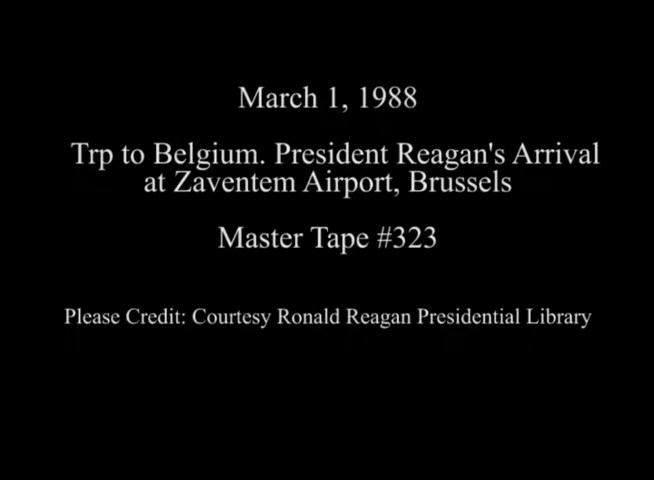 March 1, 1988
Trp to Belgium. President Reagan's Arrival
at Zaventem Airport, Brussels
Master Tape #323
Please Credit: Courtesy Ronald Reagan Presidential Library